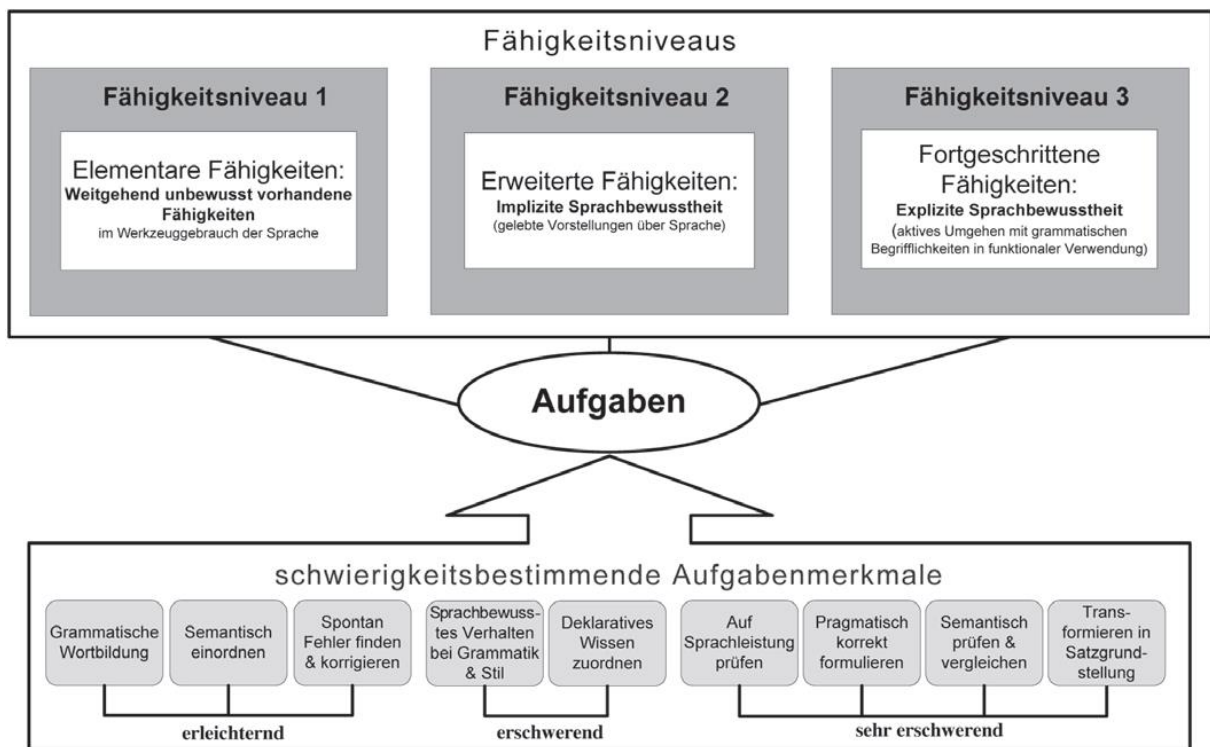 Fähigkeitsniveaus
Fähigkeitsniveau 1
Elementare Fähigkeiten:
Weitgehend unbewusst vorhandene
Fähigkeiten
im Werkzeuggebrauch der Sprache
Fähigkeitsniveau 2
Erweiterte Fähigkeiten:
Implizite Sprachbewusstheit
(gelebte Vorstellungen über Sprache)
Fähigkeitsniveau 3
Fortgeschrittene
Fähigkeiten:
Explizite Sprachbewusstheit
(aktives Umgehen mit grammatischen
Begrifflichkeiten in funktionaler Verwendung)
Aufgaben
schwierigkeitsbestimmende Aufgabenmerkmale
Grammatische
Wortbildung
Semantisch
einordnen
Spontan
Fehler finden
& korrigieren
Sprachbewuss-
tes Verhalten
bei Grammatik
& Stil
Deklaratives
Wissen
zuordnen
Auf
Sprachleistung
prüfen
Pragmatisch
korrekt
formulieren
Semantisch
prüfen &
vergleichen
Trans-
formieren in
Satzgrund-
stellung
erleichternd
erschwerend
sehr erschwerend